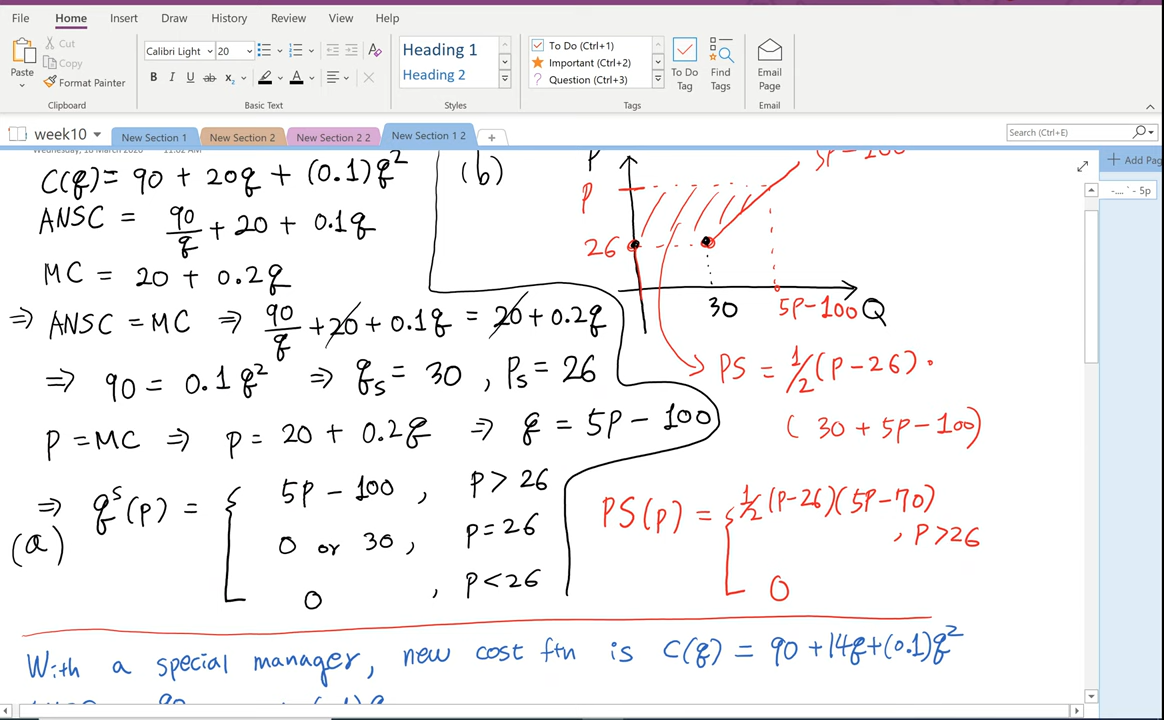 File Home Insert Draw History Review View Help
Paste Cut Copy Format Painter
Clipboard
Calibri Light 20
B I U ab x₂ A
Basic Text
Heading 1
Heading 2
Styles
To Do (Ctrl+1)
Important (Ctrl+2)
Question (Ctrl+3)
Tags
To Do Tag
Find Tags
Email Page
Email
week10 New Section 1 New Section 2 New Section 2 2 New Section 1 2
Search (Ctrl+E)
Add Pag
-.... ` - 5p
C(q) = 90 + 20q + (0.1)q²
ANSC = 90/q + 20 + 0.1q
MC = 20 + 0.2q
⇒ ANSC = MC ⇒ 90/q + 20 + 0.1q = 20 + 0.2q
⇒ 90 = 0.1q² ⇒ qs = 30, Ps = 26
P = MC ⇒ P = 20 + 0.2q ⇒ q = 5P - 100
⇒ qˢ(p) = { 5P - 100, P > 26
(a) 0 or 30, P = 26
0, P < 26
(b)
P
P
26
30 5P-100 Q
PS = 1/2 (P-26)·
(30 + 5P - 100)
PS(p) = { 1/2 (P-26)(5P-70)
, P > 26
0
With a special manager, new cost ftn is C(q) = 90 + 14q + (0.1)q²